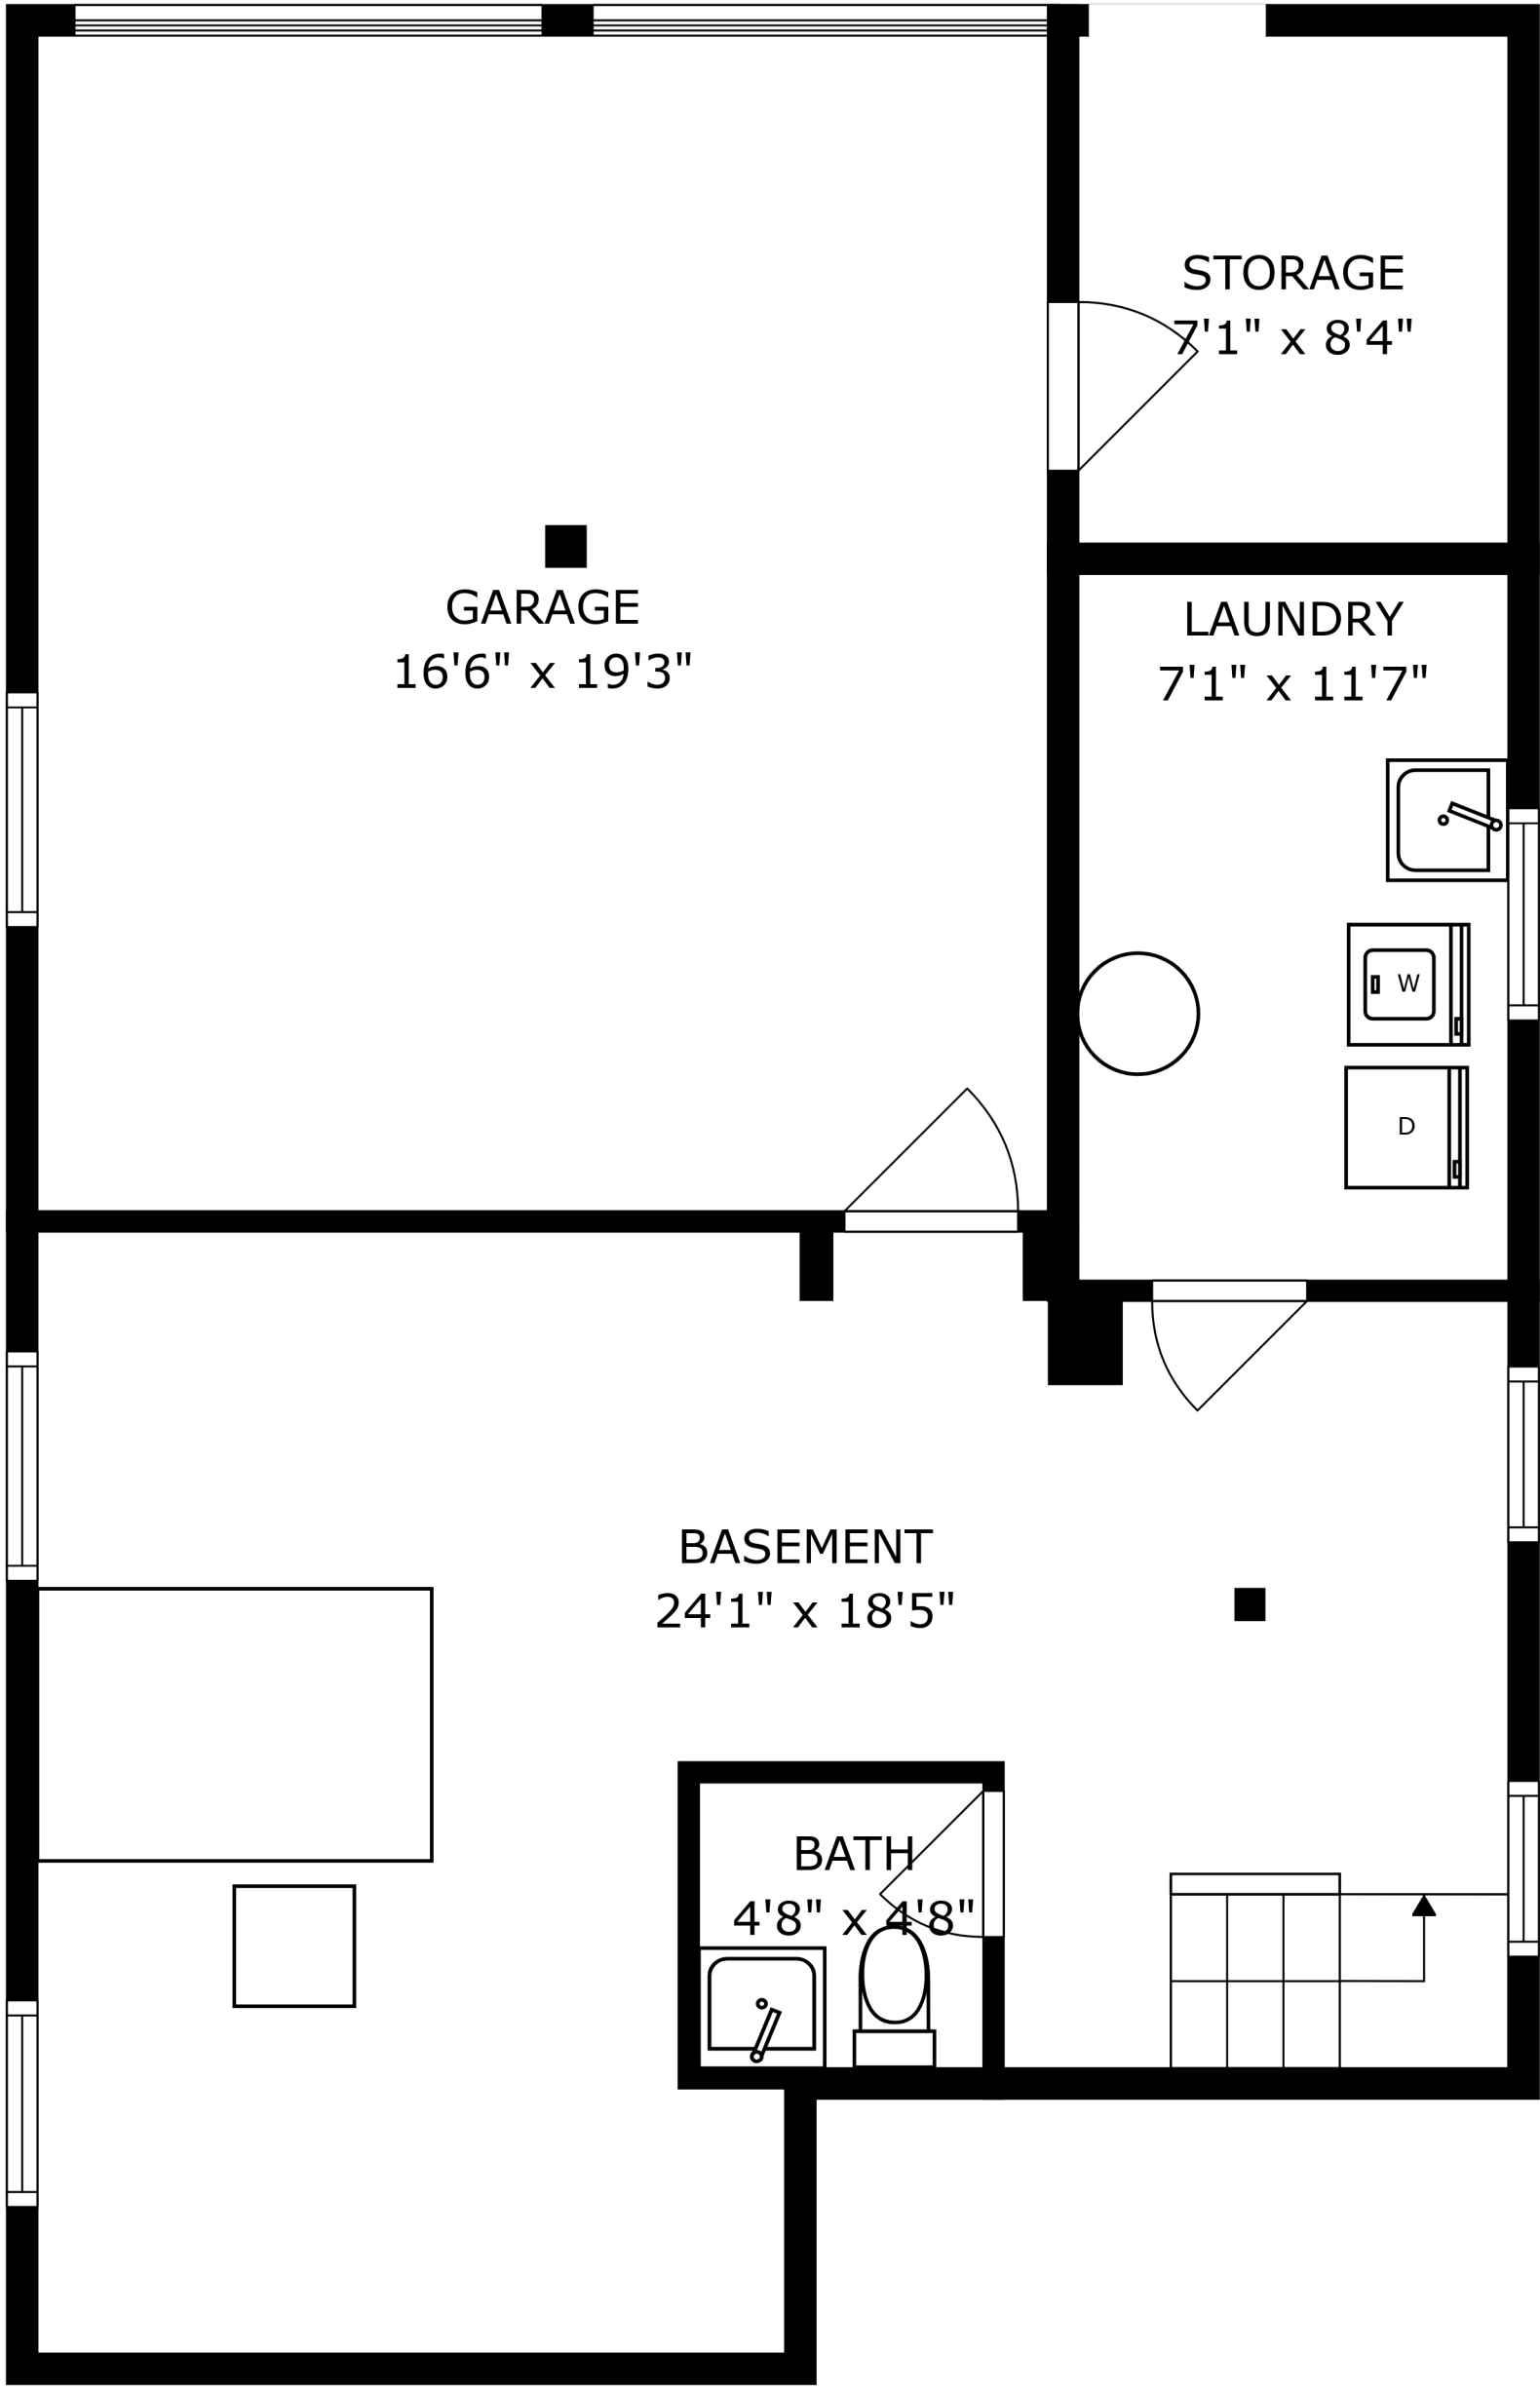 STORAGE
7'1" x 8'4"
GARAGE
16'6" x 19'3"
LAUNDRY
7'1" x 11'7"
W
D
BASEMENT
24'1" x 18'5"
BATH
4'8" x 4'8"